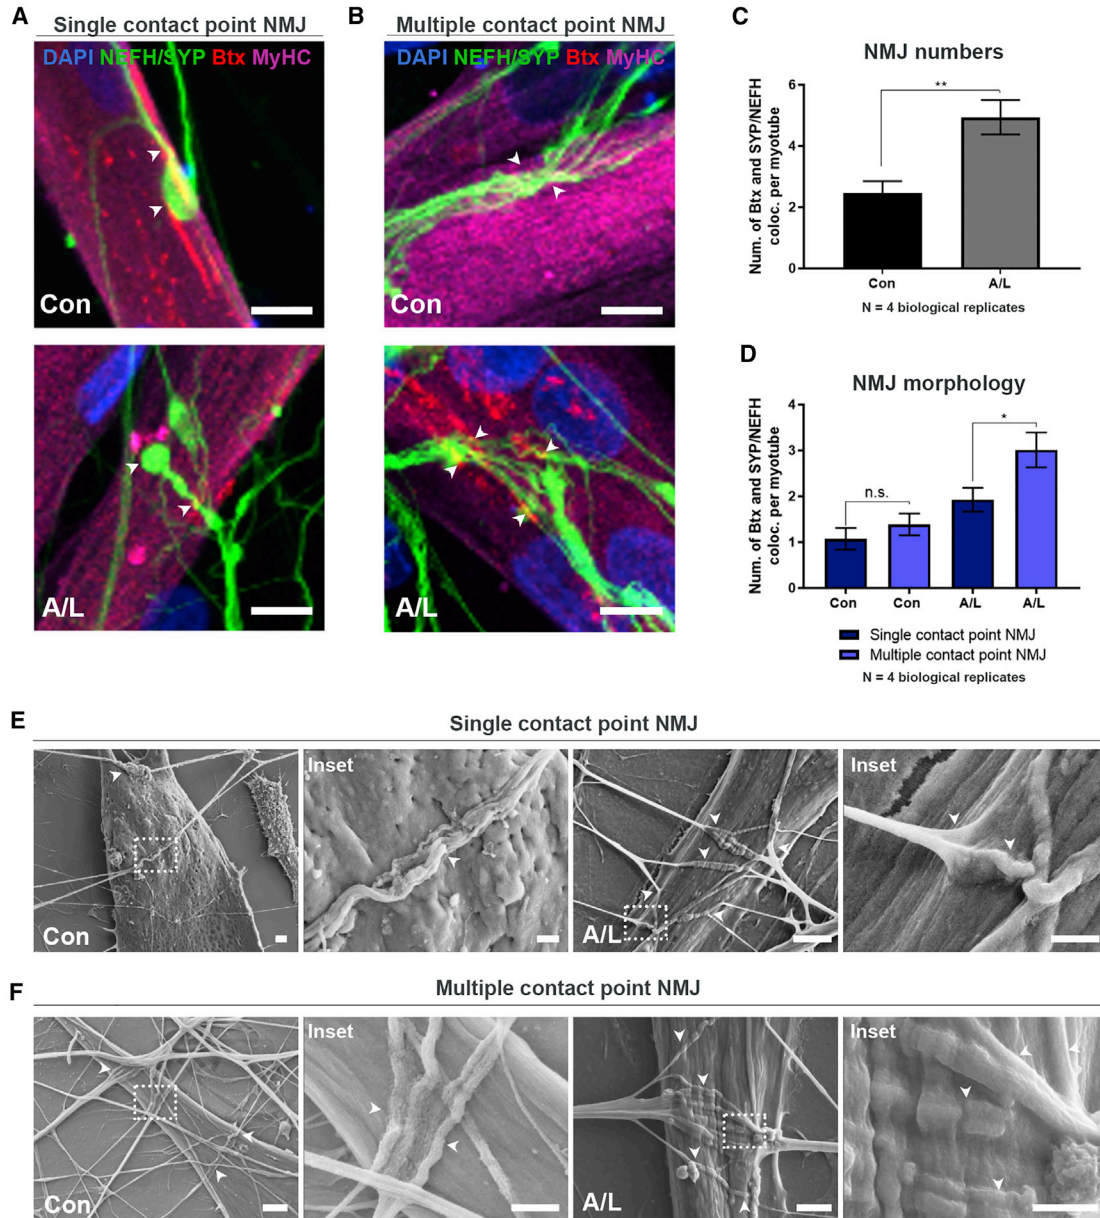 A
Single contact point NMJ
DAPI NEFH/SYP Btx MyHC
Con
A/L
B
Multiple contact point NMJ
DAPI NEFH/SYP Btx MyHC
Con
A/L
C
NMJ numbers
Num. of Btx and SYP/NEFH
coloc. per myotube
6
4
2
0
**
Con A/L
N = 4 biological replicates
D
NMJ morphology
Num. of Btx and SYP/NEFH
coloc. per myotube
4
3
2
1
0
n.s.
*
Con Con A/L A/L
Single contact point NMJ
Multiple contact point NMJ
N = 4 biological replicates
E
Single contact point NMJ
Con
Inset
A/L
Inset
F
Multiple contact point NMJ
Con
Inset
A/L
Inset